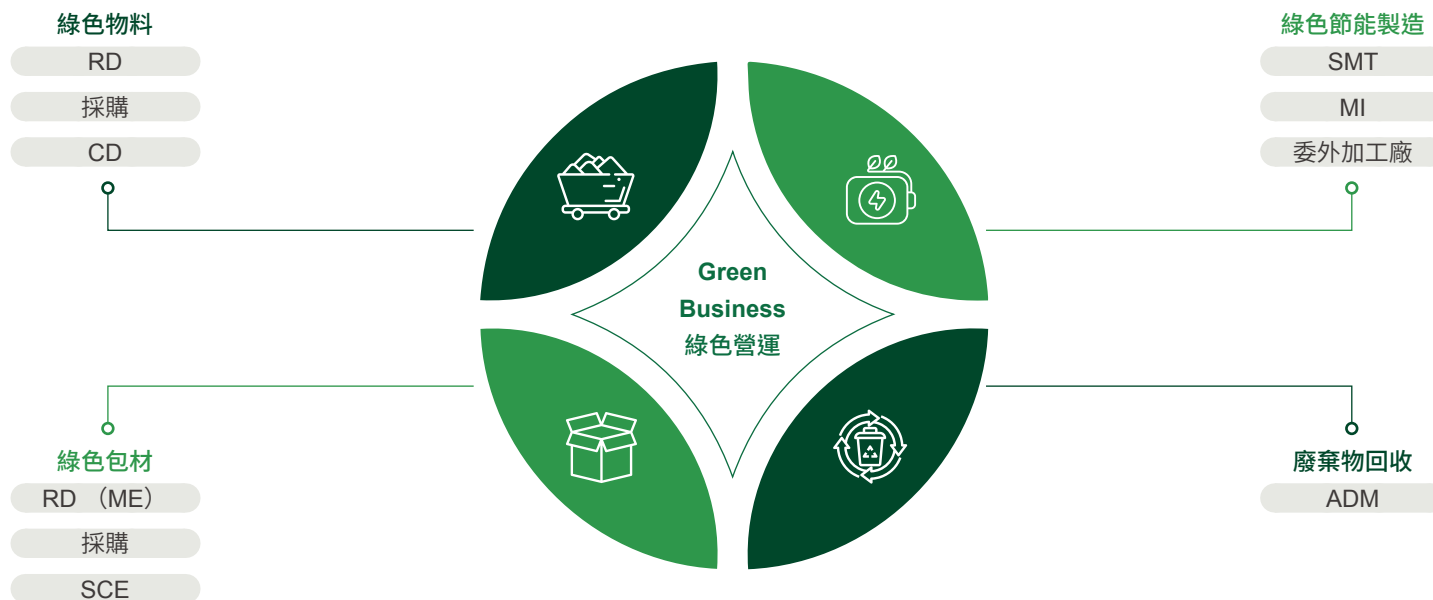 綠色物料
RD
採購
CD
綠色節能製造
SMT
MI
委外加工廠
Green
Business
綠色營運
綠色包材
RD （ME）
採購
SCE
廢棄物回收
ADM